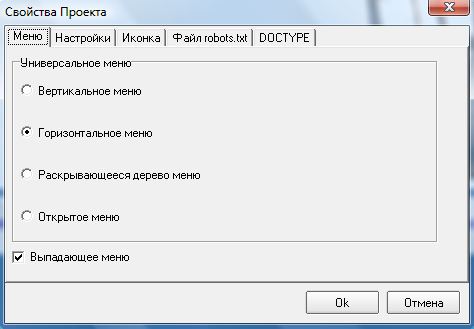 Свойства Проекта
Меню Настройки Иконка Файл robots.txt DOCTYPE
Универсальное меню
Вертикальное меню
Горизонтальное меню
Раскрывающееся дерево меню
Открытое меню
Выпадающее меню
Ok Отмена